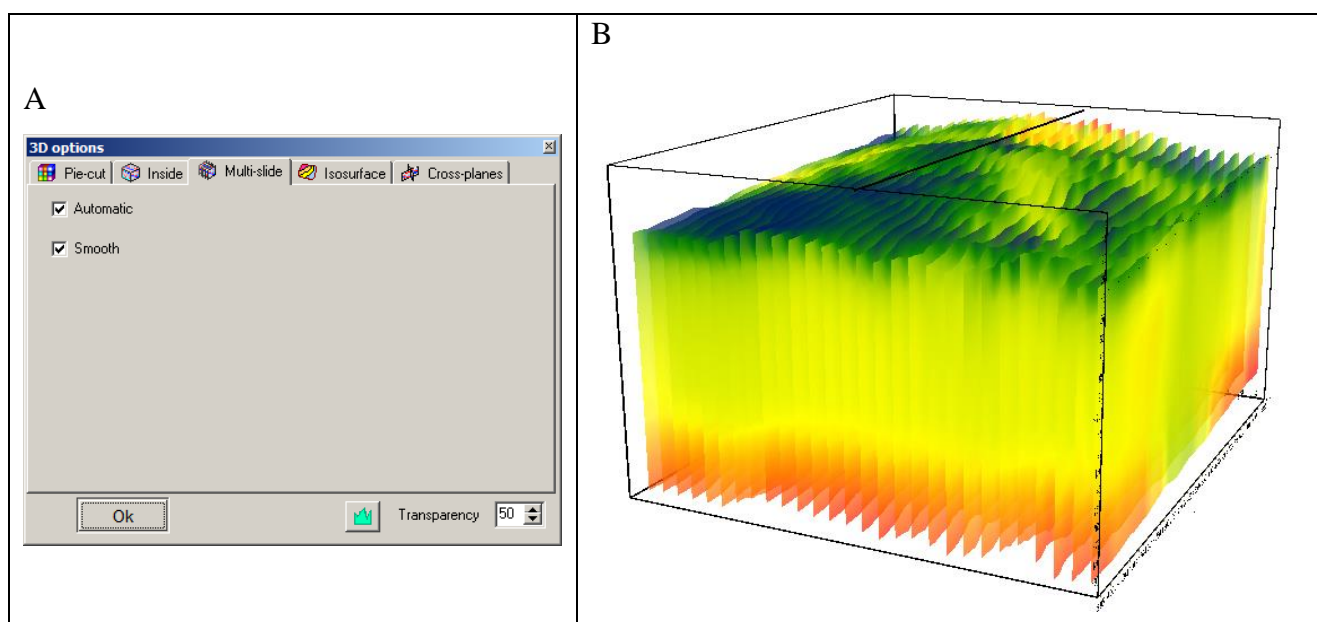 A
3D options
Pie-cut Inside Multi-slide Isosurface Cross-planes
Automatic
Smooth
Ok Transparency 50
B